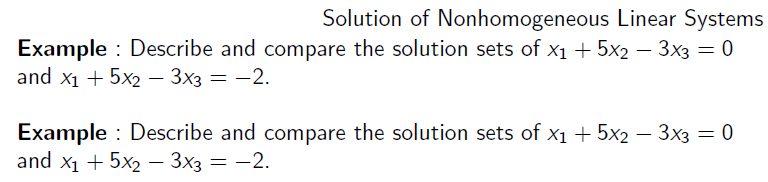 Solution of Nonhomogeneous Linear Systems
Example : Describe and compare the solution sets of x₁ + 5x₂ − 3x₃ = 0
and x₁ + 5x₂ − 3x₃ = −2.
Example : Describe and compare the solution sets of x₁ + 5x₂ − 3x₃ = 0
and x₁ + 5x₂ − 3x₃ = −2.